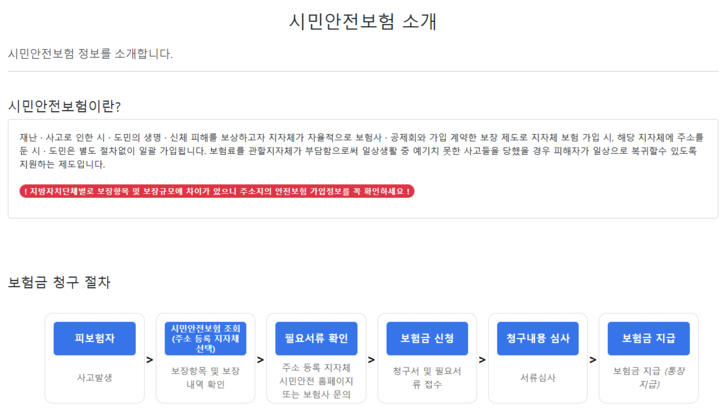 시민안전보험 소개
시민안전보험 정보를 소개합니다.
시민안전보험이란?
재난 · 사고로 인한 시 · 도민의 생명 · 신체 피해를 보상하고자 지자체가 자율적으로 보험사 · 공제회와 가입 계약한 보장 제도로 지자체 보험 가입 시, 해당 지자체에 주소를
둔 시 · 도민은 별도 절차없이 일괄 가입됩니다. 보험료를 관할지자체가 부담함으로써 일상생활 중 예기치 못한 사고들을 당했을 경우 피해자가 일상으로 복귀할수 있도록
지원하는 제도입니다.
! 지방자치단체별로 보장항목 및 보장규모에 차이가 있으니 주소지의 안전보험 가입정보를 꼭 확인하세요 !
보험금 청구 절차
피보험자
사고발생
>
시민안전보험 조회
(주소 등록 지자체
선택)
보장항목 및 보장
내역 확인
>
필요서류 확인
주소 등록 지자체
시민안전 홈페이지
또는 보험사 문의
>
보험금 신청
청구서 및 필요서
류 접수
>
청구내용 심사
서류심사
>
보험금 지급
보험금 지급 (통장
지급)